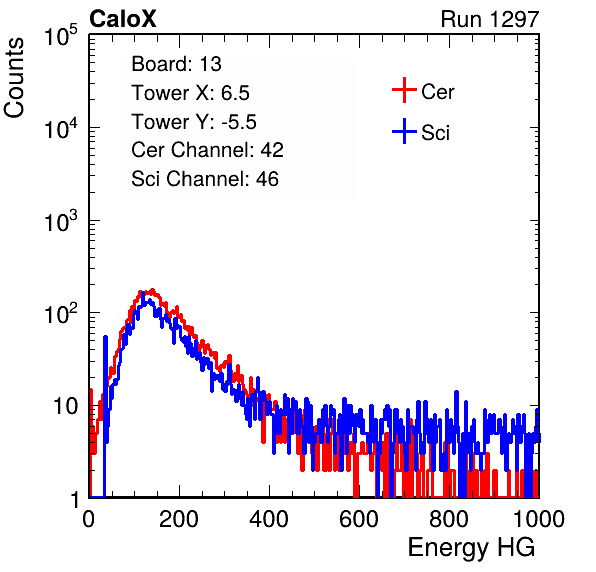 CaloX Run 1297
Counts
10^5
10^4
10^3
10^2
10
1
Board: 13
Tower X: 6.5
Tower Y: -5.5
Cer Channel: 42
Sci Channel: 46
Cer
Sci
0 200 400 600 800 1000
Energy HG